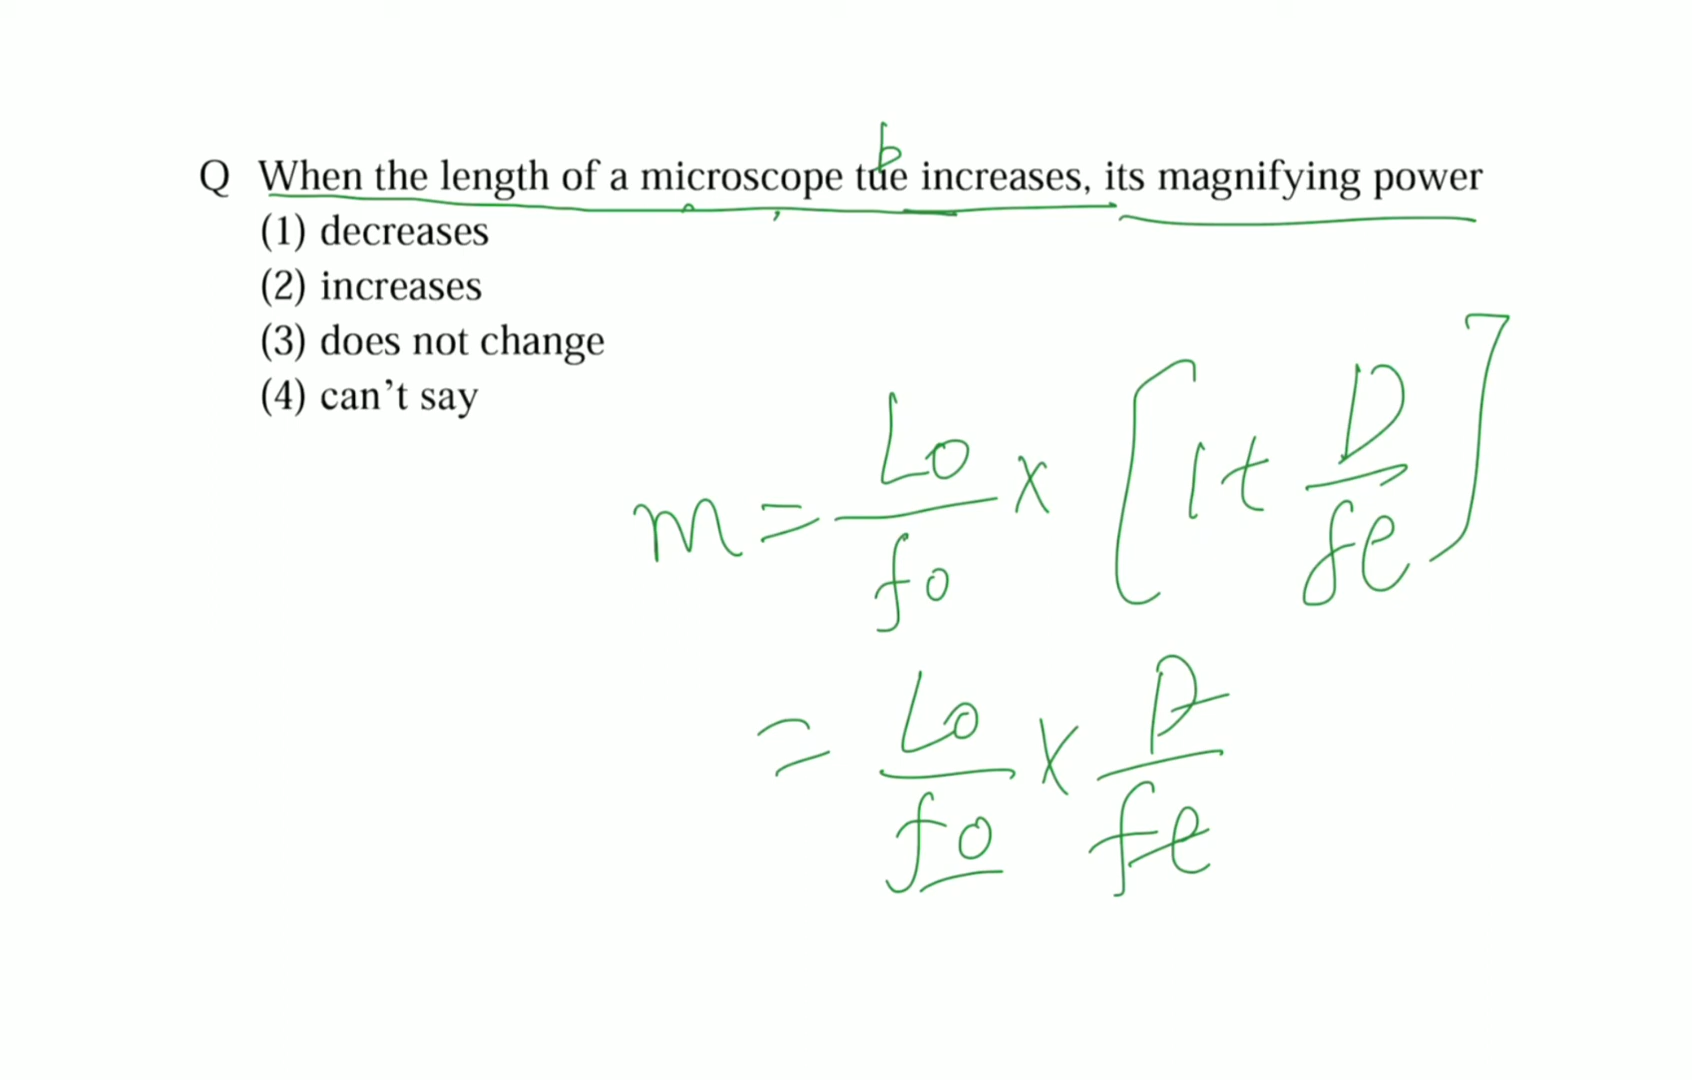 b
Q When the length of a microscope tue increases, its magnifying power
(1) decreases
(2) increases
(3) does not change
(4) can't say
m = Lo/fo × [1 + D/fe]
= Lo/fo × D/fe